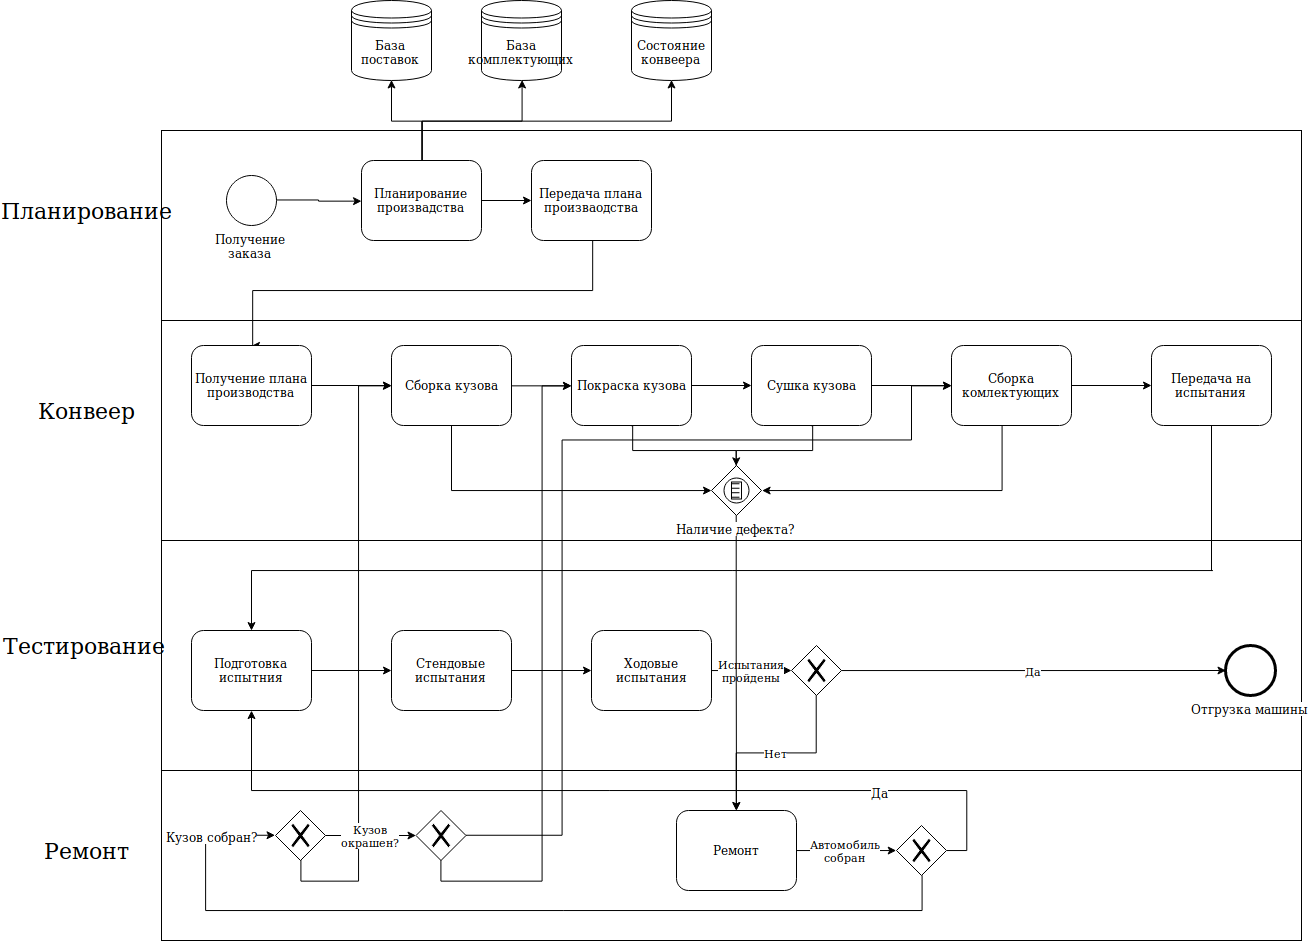 База
поставок
База
комплектующих
Состояние
конвеера
Планирование
Получение
заказа
Планирование
произвадства
Передача плана
произваодства
Конвеер
Получение плана
производства
Сборка кузова
Покраска кузова
Сушка кузова
Сборка
комлектующих
Передача на
испытания
Наличие дефекта?
Тестирование
Подготовка
испытния
Стендовые
испытания
Ходовые
испытания
Испытания
пройдены
Да
Отгрузка машины
Нет
Ремонт
Кузов собран?
Кузов
окрашен?
Ремонт
Автомобиль
собран
Да